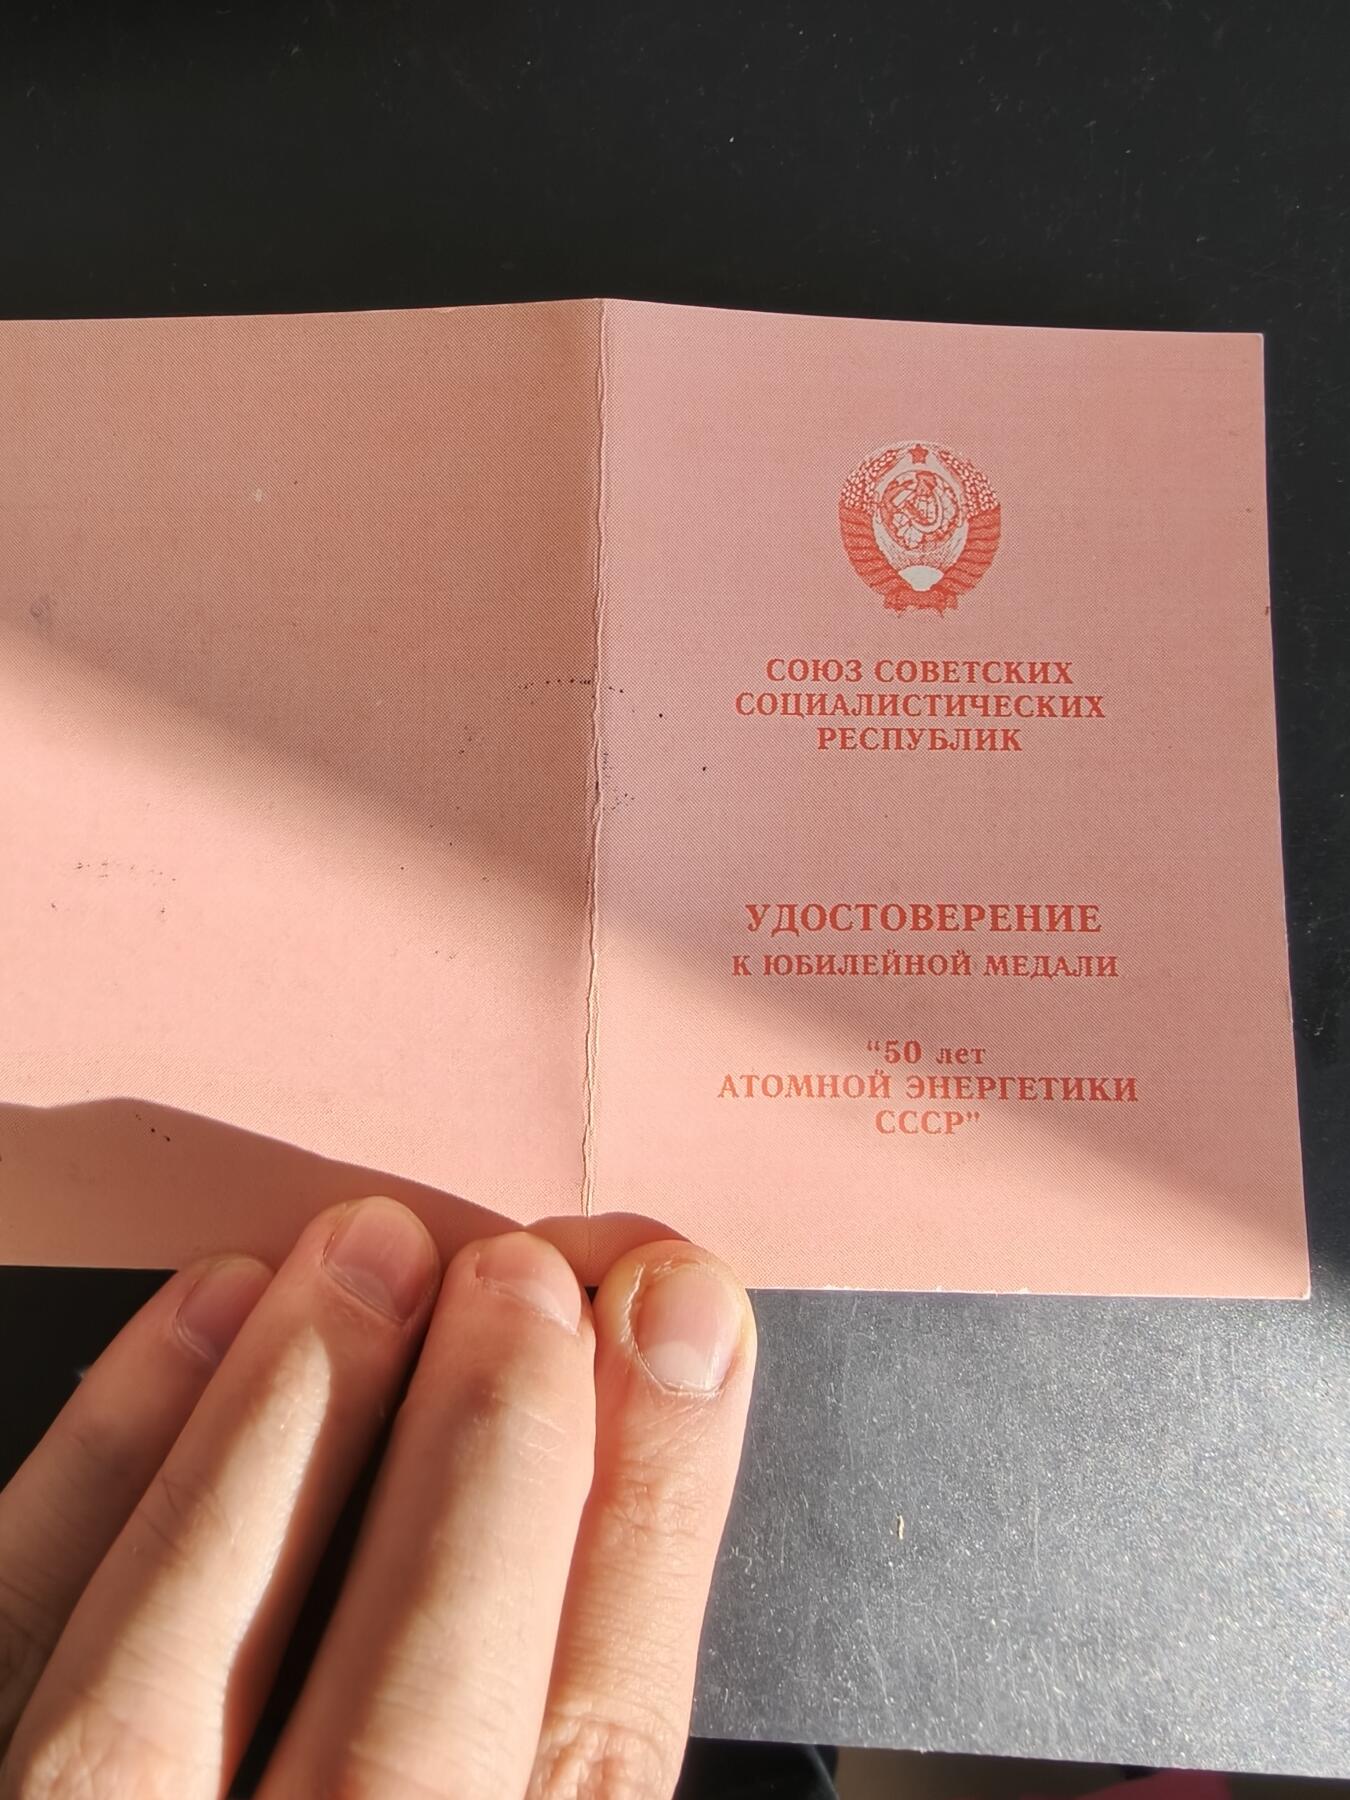 СОЮЗ СОВЕТСКИХ
СОЦИАЛИСТИЧЕСКИХ
РЕСПУБЛИК
УДОСТОВЕРЕНИЕ
К ЮБИЛЕЙНОЙ МЕДАЛИ
“50 лет
АТОМНОЙ ЭНЕРГЕТИКИ
СССР”